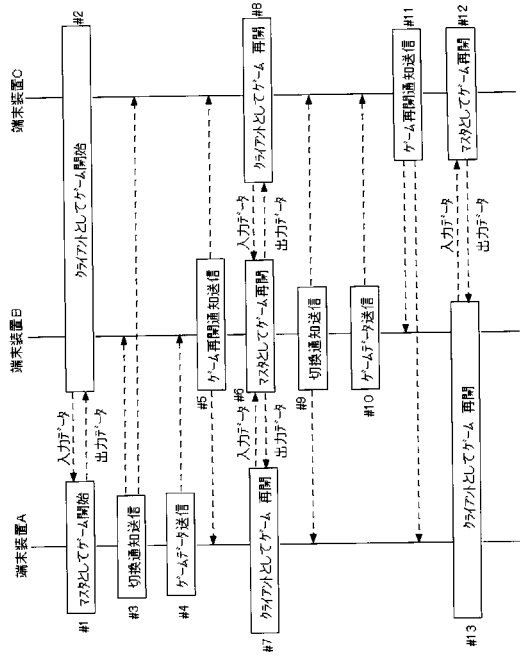 端末装置A
端末装置B
端末装置C
#1
マスタとしてゲーム開始
入力データ
出力データ
クライアントとしてゲーム開始
#2
#3
切換通知送信
#4
ゲームデータ送信
#5
ゲーム再開通知送信
#6
マスタとしてゲーム 再開
#7
クライアントとしてゲーム 再開
入力データ
出力データ
入力データ
出力データ
クライアントとしてゲーム 再開
#8
#9
切換通知送信
#10
ゲームデータ送信
#11
ゲーム再開通知送信
#12
マスタとしてゲーム 再開
入力データ
出力データ
#13
クライアントとしてゲーム 再開